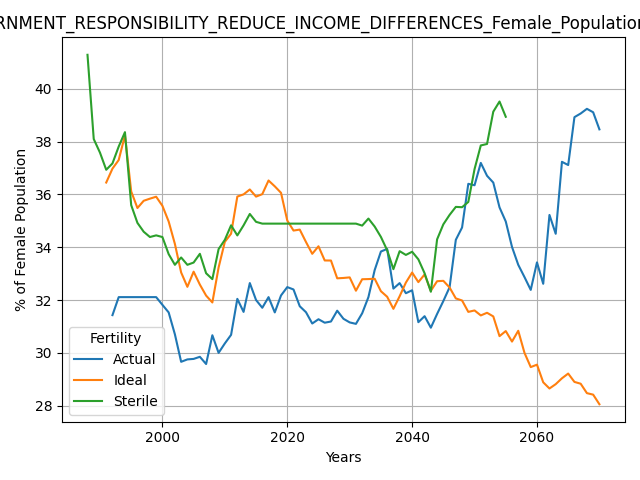 RNMENT_RESPONSIBILITY_REDUCE_INCOME_DIFFERENCES_Female_Population
40
38
36
34
32
30
28
% of Female Population
Fertility
Actual
Ideal
Sterile
2000
2020
2040
2060
Years